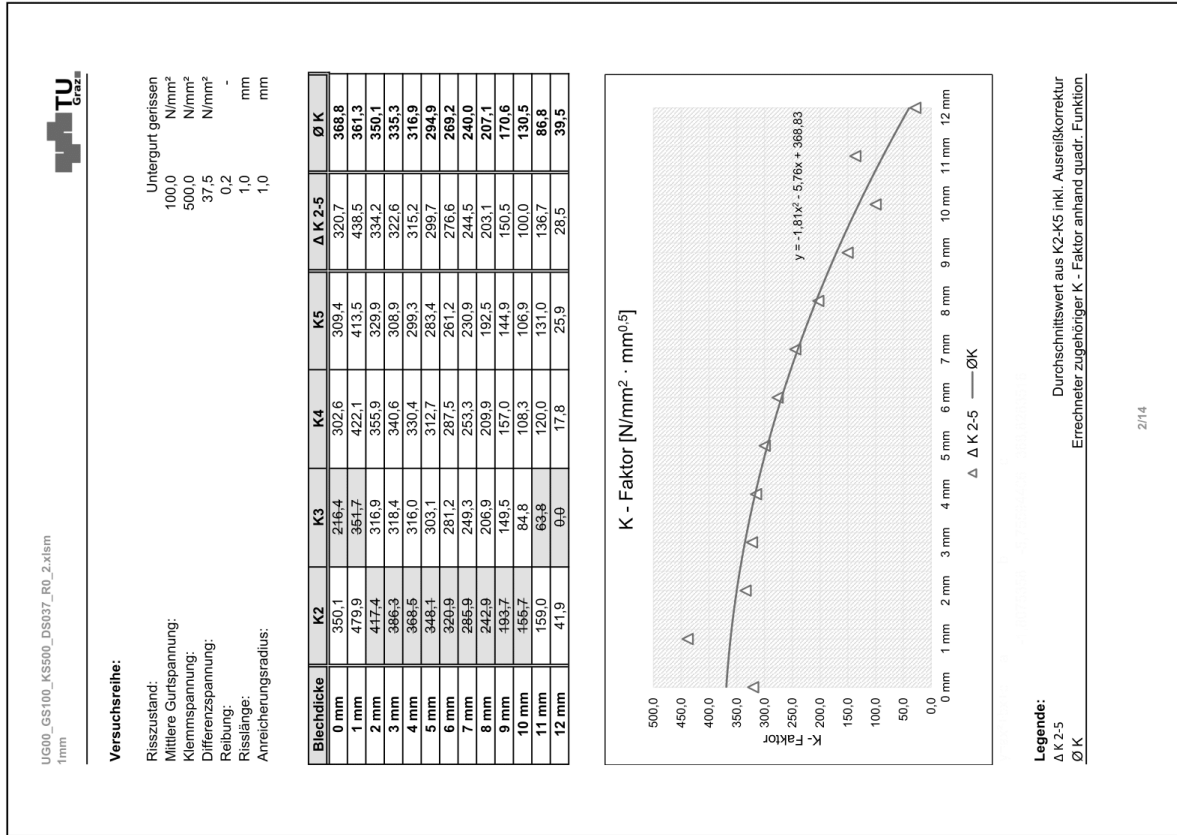 UG00_GS100_KS500_DS037_R0_2.xlsm
1mm
TU
Graz
Versuchsreihe:
Risszustand: Untergurt gerissen
Mittlere Gurtspannung: 100,0 N/mm²
Klemmspannung: 500,0 N/mm²
Differenzspannung: 37,5 N/mm²
Reibung: 0,2 -
Risslänge: 1,0 mm
Anreicherungsradius: 1,0 mm
Blechdicke K2 K3 K4 K5 Δ K 2-5 Ø K
0 mm 350,1 216,4 302,6 309,4 320,7 368,8
1 mm 479,9 351,7 422,1 413,5 438,5 361,3
2 mm 417,4 316,9 355,9 329,9 334,2 350,1
3 mm 386,3 318,4 340,6 308,9 322,6 335,3
4 mm 368,5 316,0 330,4 299,3 315,2 316,9
5 mm 348,1 303,1 312,7 283,4 299,7 294,9
6 mm 320,9 281,2 287,5 261,2 276,6 269,2
7 mm 285,9 249,3 253,3 230,9 244,5 240,0
8 mm 242,9 206,9 209,9 192,5 203,1 207,1
9 mm 193,7 149,5 157,0 144,9 150,5 170,6
10 mm 155,7 84,8 108,3 106,9 100,0 130,5
11 mm 159,0 63,8 120,0 131,0 136,7 86,8
12 mm 41,9 0,0 17,8 25,9 28,5 39,5
K - Faktor [N/mm² · mm^0,5]
500,0
450,0
400,0
350,0
300,0
250,0
200,0
150,0
100,0
50,0
0,0
K- Faktor
y = -1,81x² - 5,76x + 368,83
0 mm 1 mm 2 mm 3 mm 4 mm 5 mm 6 mm 7 mm 8 mm 9 mm 10 mm 11 mm 12 mm
Δ K 2-5 ØK
Legende:
Δ K 2-5 Durchschnittswert aus K2-K5 inkl. Ausreißkorrektur
Ø K Errechneter zugehöriger K - Faktor anhand quadr. Funktion
2/14